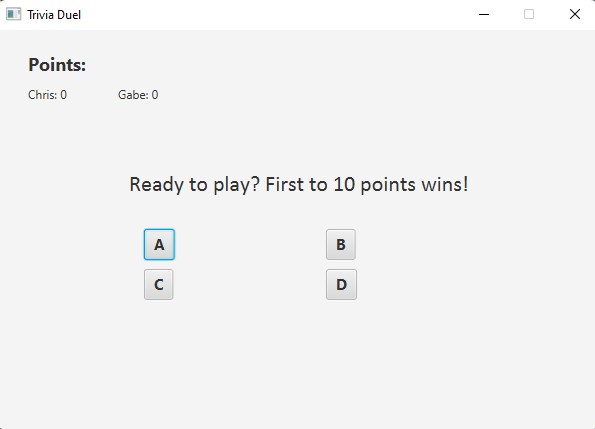 Trivia Duel
Points:
Chris: 0 Gabe: 0
Ready to play? First to 10 points wins!
A B
C D